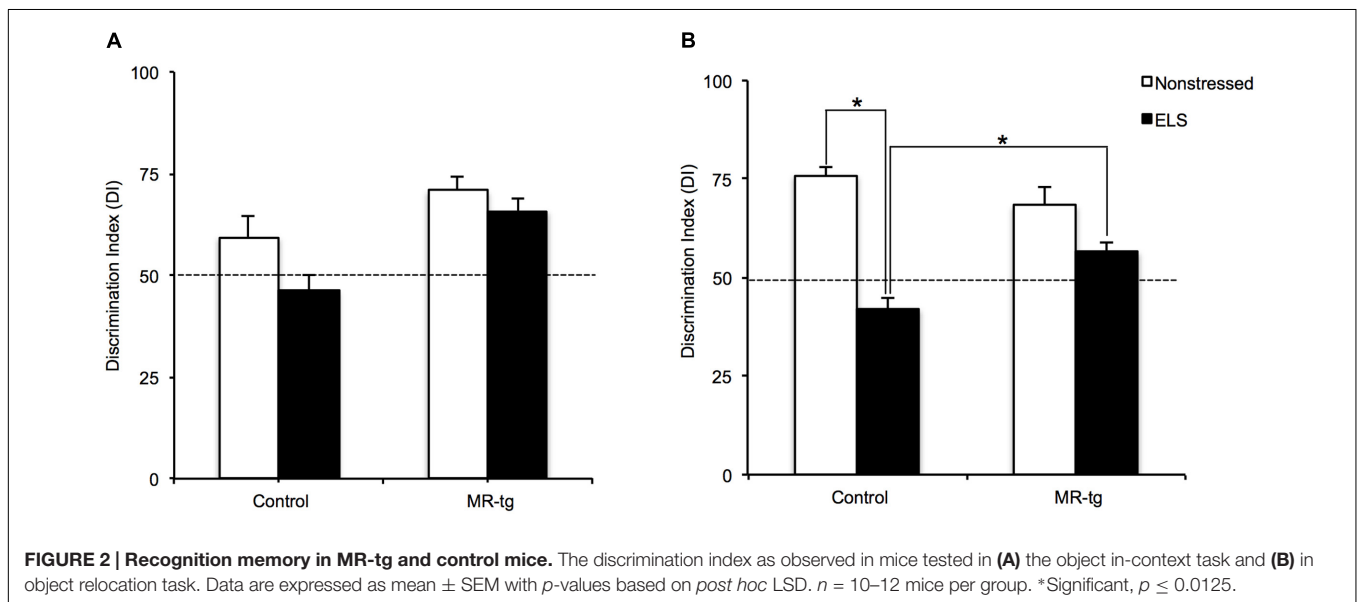 A
100
75
50
25
0
Discrimination Index (DI)
Control
MR-tg
B
100
75
50
25
0
Discrimination Index (DI)
Control
MR-tg
*
*
Nonstressed
ELS
FIGURE 2 | Recognition memory in MR-tg and control mice. The discrimination index as observed in mice tested in (A) the object in-context task and (B) in
object relocation task. Data are expressed as mean ± SEM with p-values based on post hoc LSD. n = 10–12 mice per group. *Significant, p ≤ 0.0125.